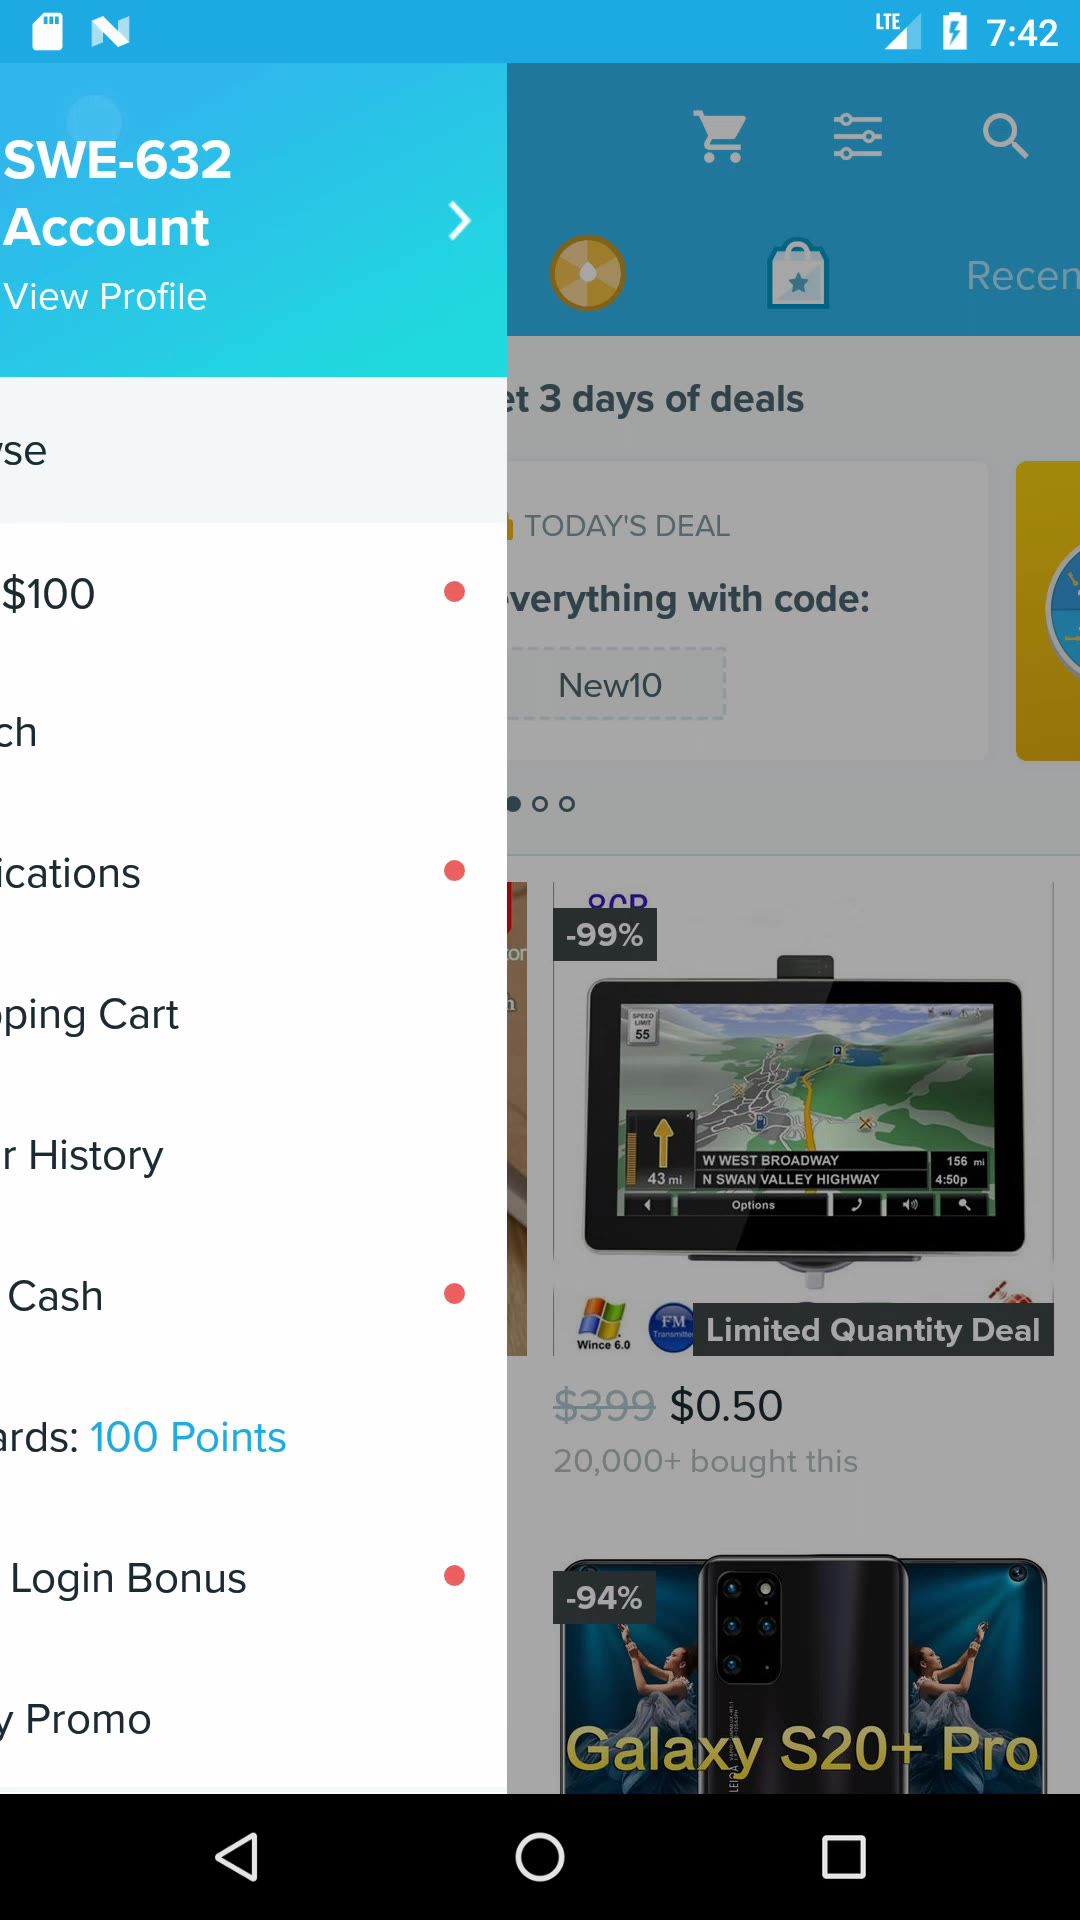 LTE
7:42
SWE-632
Account
View Profile
Recen
et 3 days of deals
TODAY'S DEAL
verything with code:
New10
se
$100
ch
ications
ping Cart
r History
Cash
ards: 100 Points
Login Bonus
y Promo
8GB
-99%
SPEED
LIMIT
55
W WEST BROADWAY
156 mi
43 mi
N SWAN VALLEY HIGHWAY
4:50p
Options
Wince 6.0
FM
Transmitter
Limited Quantity Deal
$399 $0.50
20,000+ bought this
-94%
Galaxy S20+ Pro